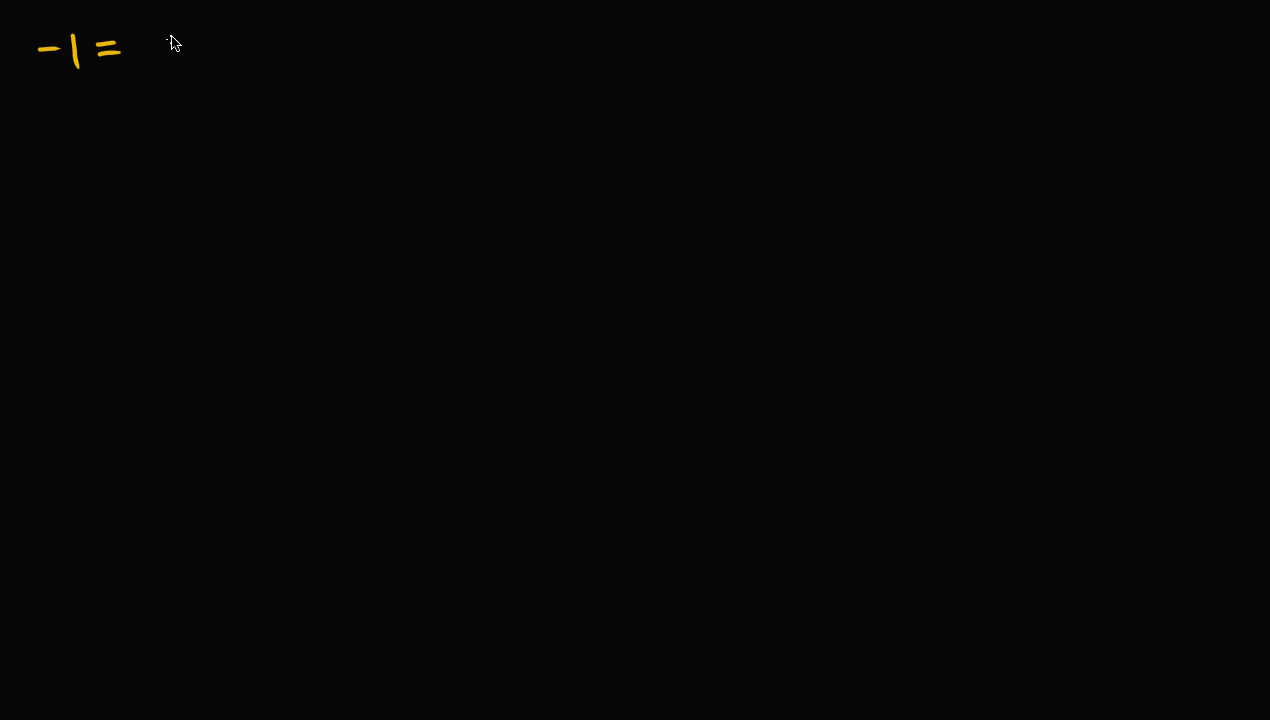 -1 =